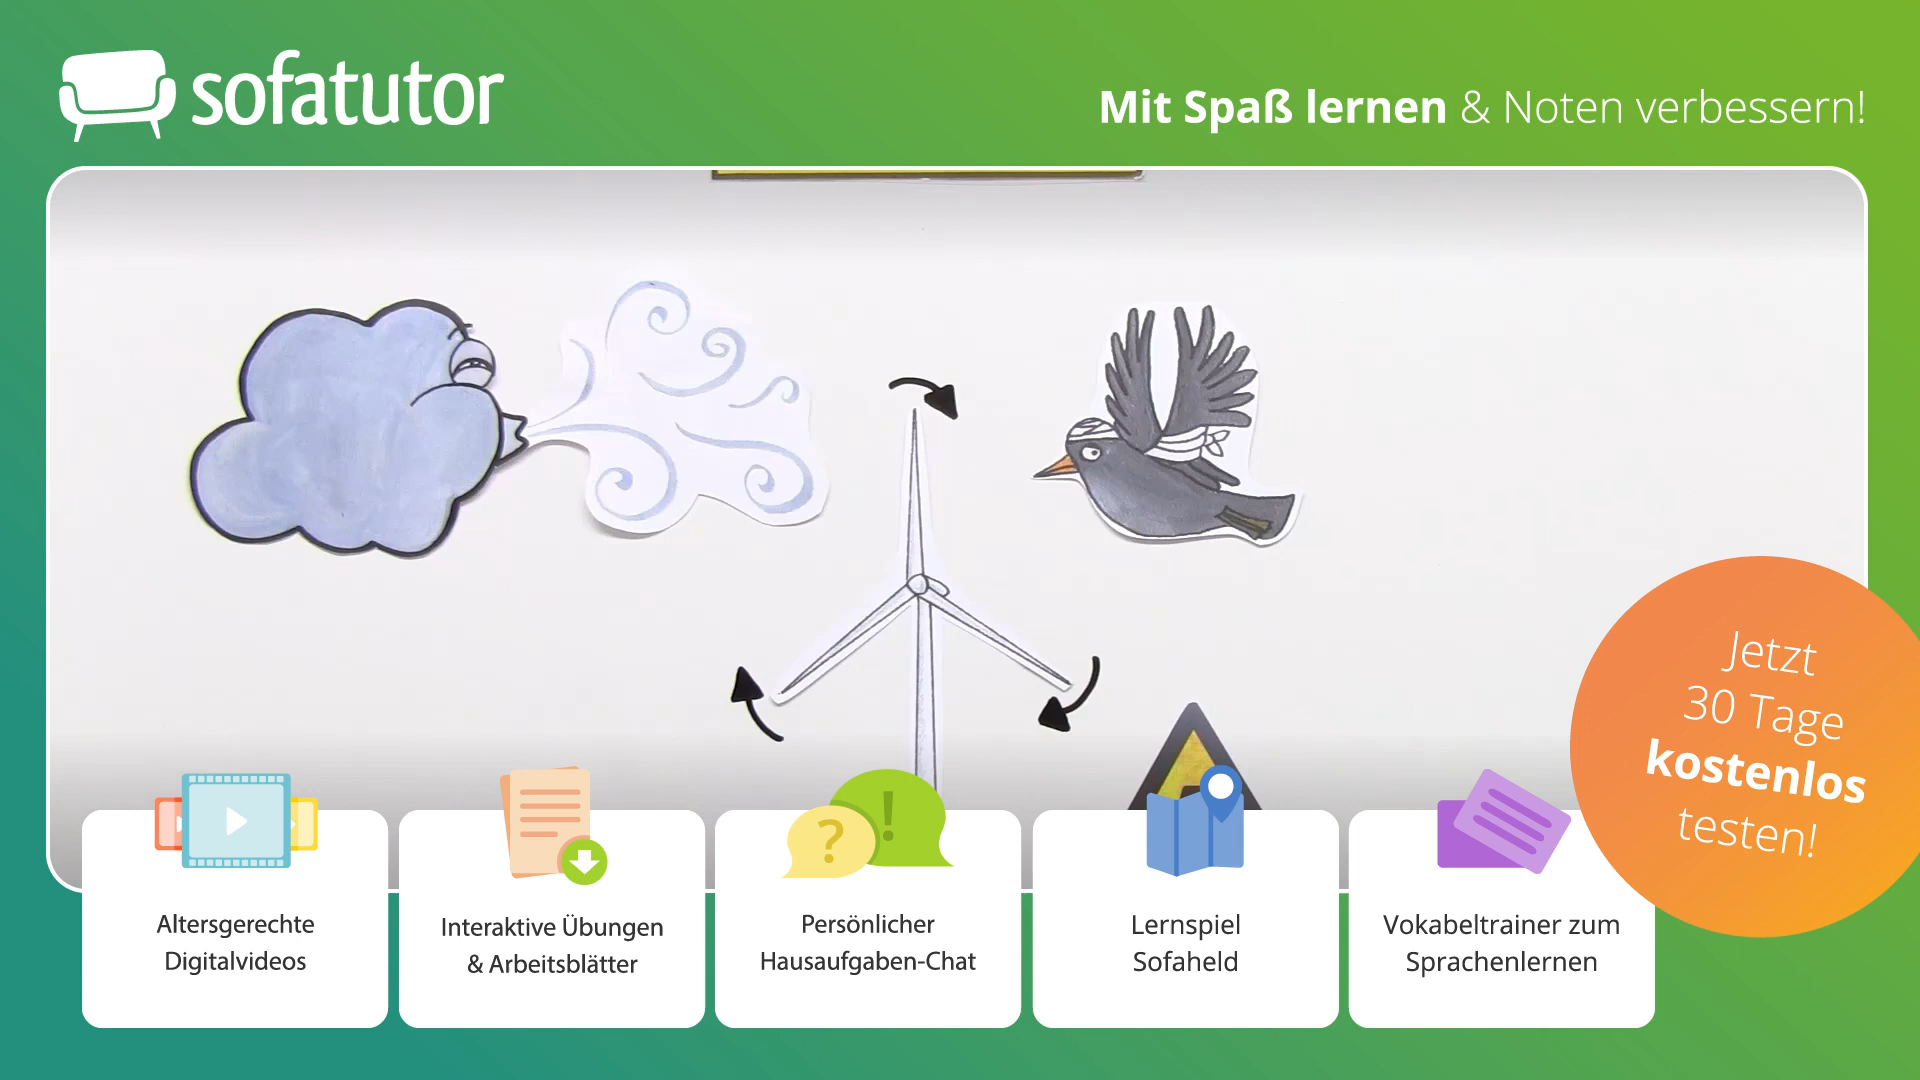 sofatutor
Mit Spaß lernen & Noten verbessern!
Jetzt
30 Tage
kostenlos
testen!
?
!
Altersgerechte
Digitalvideos
Interaktive Übungen
& Arbeitsblätter
Persönlicher
Hausaufgaben-Chat
Lernspiel
Sofaheld
Vokabeltrainer zum
Sprachenlernen